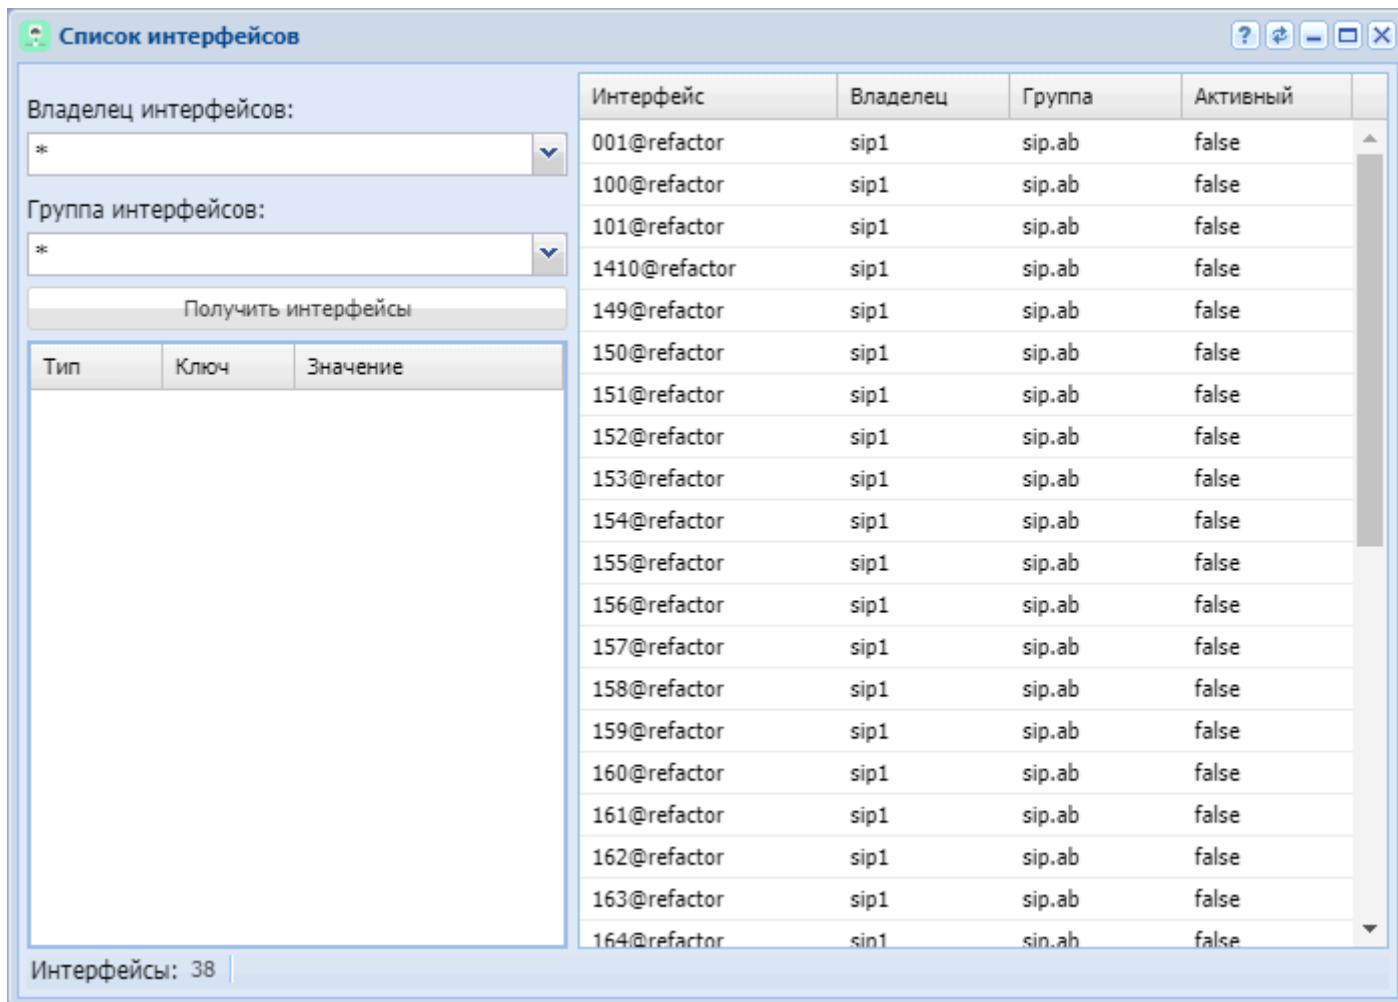 Список интерфейсов
Владелец интерфейсов:
*
Группа интерфейсов:
*
Получить интерфейсы
Тип Ключ Значение
Интерфейс Владелец Группа Активный
001@refactor sip1 sip.ab false
100@refactor sip1 sip.ab false
101@refactor sip1 sip.ab false
1410@refactor sip1 sip.ab false
149@refactor sip1 sip.ab false
150@refactor sip1 sip.ab false
151@refactor sip1 sip.ab false
152@refactor sip1 sip.ab false
153@refactor sip1 sip.ab false
154@refactor sip1 sip.ab false
155@refactor sip1 sip.ab false
156@refactor sip1 sip.ab false
157@refactor sip1 sip.ab false
158@refactor sip1 sip.ab false
159@refactor sip1 sip.ab false
160@refactor sip1 sip.ab false
161@refactor sip1 sip.ab false
162@refactor sip1 sip.ab false
163@refactor sip1 sip.ab false
164@refactor sip1 sip.ab false
Интерфейсы: 38